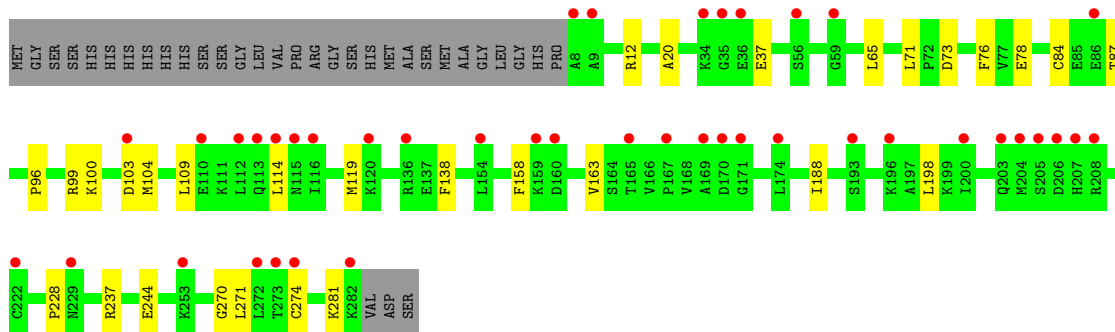 MET GLY SER SER HIS HIS HIS HIS HIS HIS SER SER GLY LEU VAL PRO ARG GLY SER HIS MET ALA SER MET ALA GLY LEU GLY HIS PRO A8 A9 K34 G35 E36 E37 S56 G59 L65 L71 P72 D73 F76 V77 E78 C84 E85 E86 T87
R12 A20
P96 R99 K100 D103 M104 L109 E110 K111 L112 Q113 L114 N115 I116 M119 K120 R136 E137 F138 L154 F158 K159 D160 V163 S164 T165 V166 P167 V168 A169 D170 G171 L174 I188 S193 K196 A197 L198 K199 I200 Q203 M204 S205 D206 H207 R208
C222 P228 N229 R237 E244 K253 G270 L271 L272 T273 C274 K281 K282 VAL ASP SER